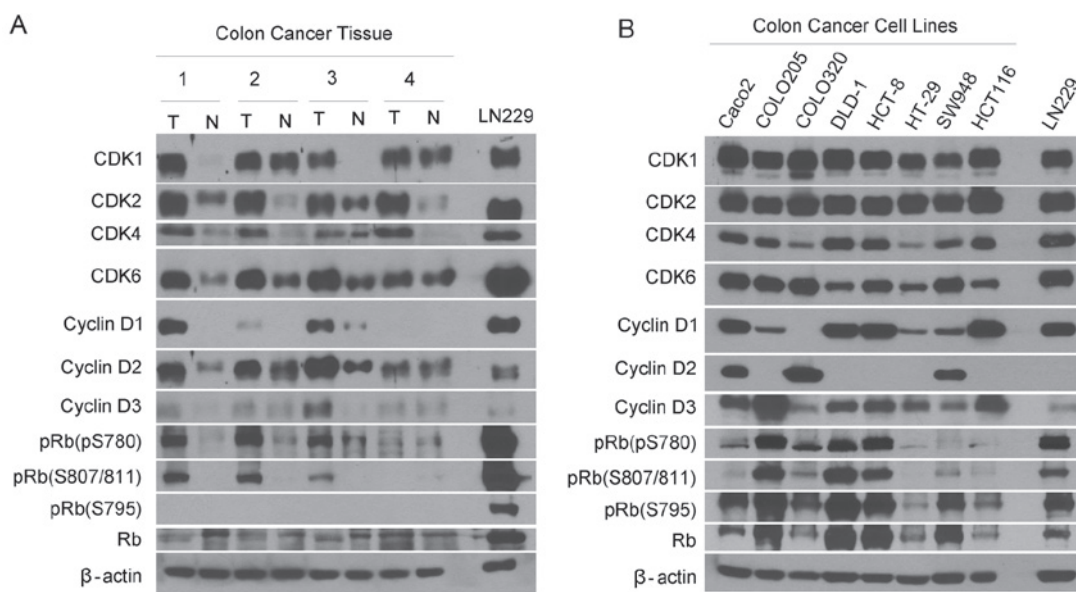 A
Colon Cancer Tissue
1 2 3 4
T N T N T N T N LN229
CDK1
CDK2
CDK4
CDK6
Cyclin D1
Cyclin D2
Cyclin D3
pRb(pS780)
pRb(S807/811)
pRb(S795)
Rb
β-actin
B
Colon Cancer Cell Lines
Caco2 COLO205 COLO320 DLD-1 HCT-8 HT-29 SW948 HCT116 LN229
CDK1
CDK2
CDK4
CDK6
Cyclin D1
Cyclin D2
Cyclin D3
pRb(pS780)
pRb(S807/811)
pRb(S795)
Rb
β-actin